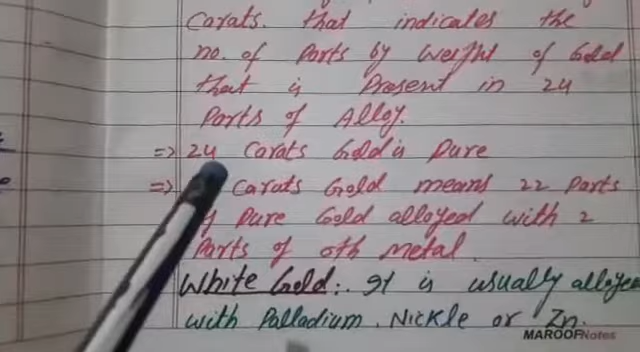 Carats. that indicates the
no. of Parts by weight of Gold
that is Present in 24
Parts of Alloy.
=> 24 Carats Gold is Pure
=> Carats Gold means 22 Parts
Pure Gold alloyed with 2
Parts of oth metal.
White Gold:. It is usually alloyed
with Palladium, Nickle or Zn.
MAROOFNotes